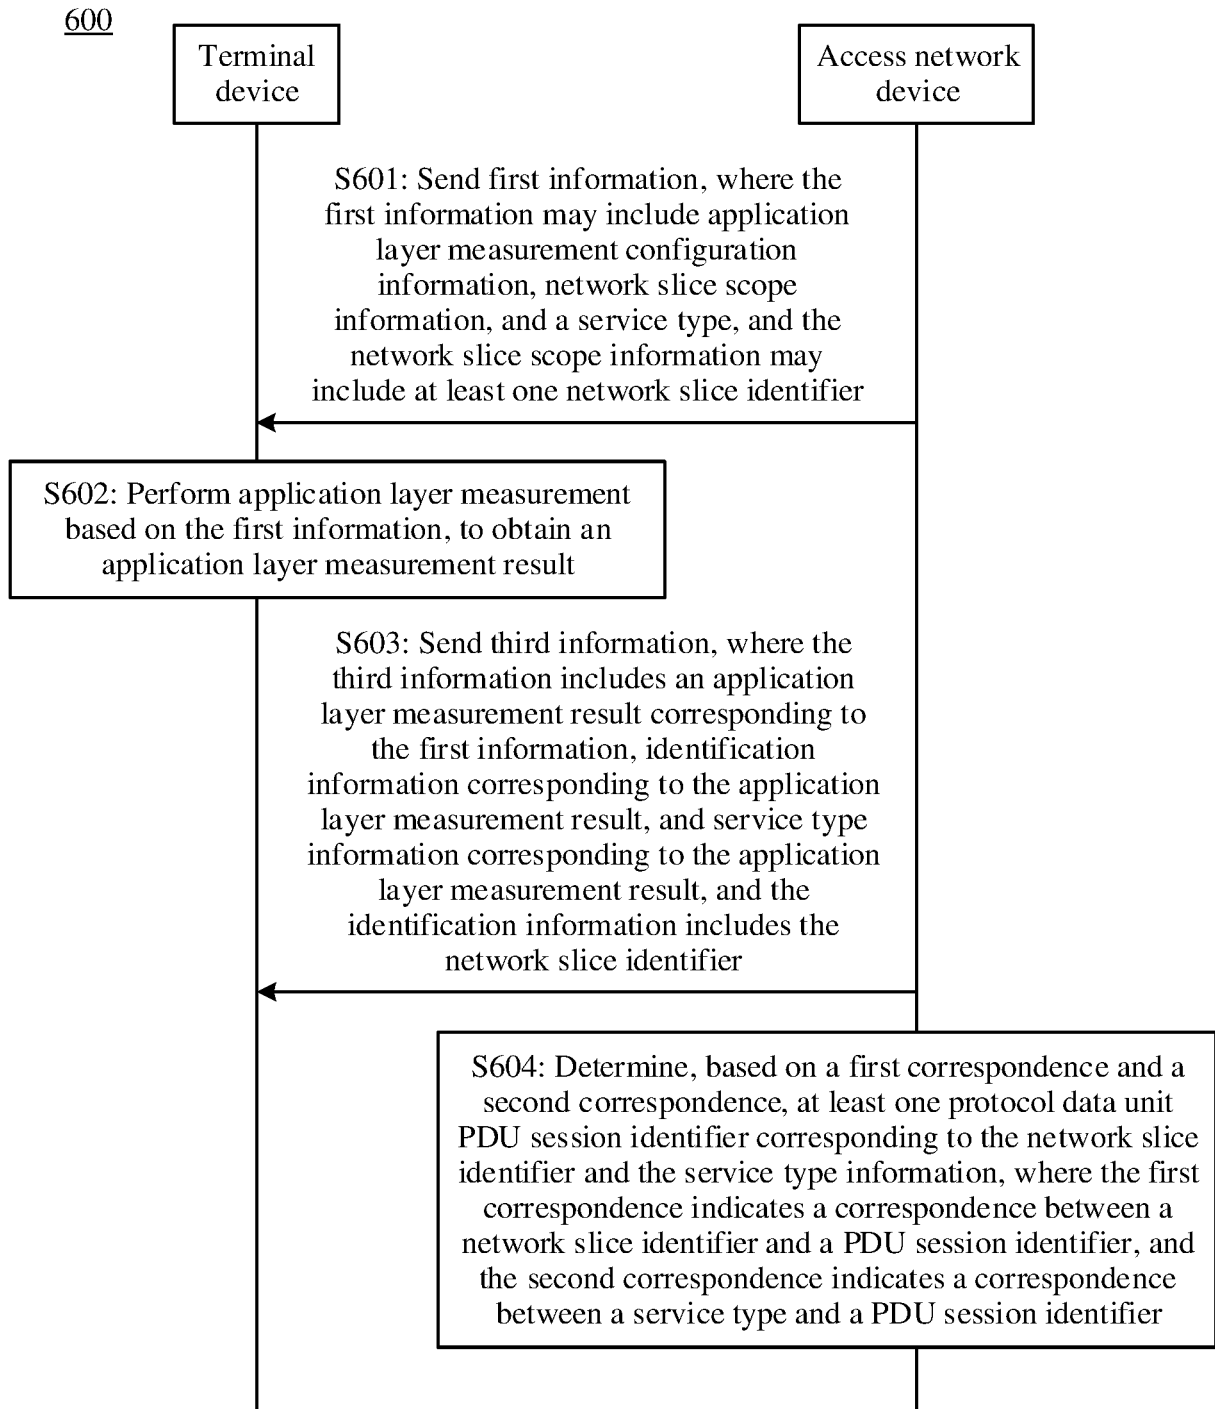 600
Terminal
device
Access network
device
S601: Send first information, where the
first information may include application
layer measurement configuration
information, network slice scope
information, and a service type, and the
network slice scope information may
include at least one network slice identifier
S602: Perform application layer measurement
based on the first information, to obtain an
application layer measurement result
S603: Send third information, where the
third information includes an application
layer measurement result corresponding to
the first information, identification
information corresponding to the application
layer measurement result, and service type
information corresponding to the application
layer measurement result, and the
identification information includes the
network slice identifier
S604: Determine, based on a first correspondence and a
second correspondence, at least one protocol data unit
PDU session identifier corresponding to the network slice
identifier and the service type information, where the first
correspondence indicates a correspondence between a
network slice identifier and a PDU session identifier, and
the second correspondence indicates a correspondence
between a service type and a PDU session identifier